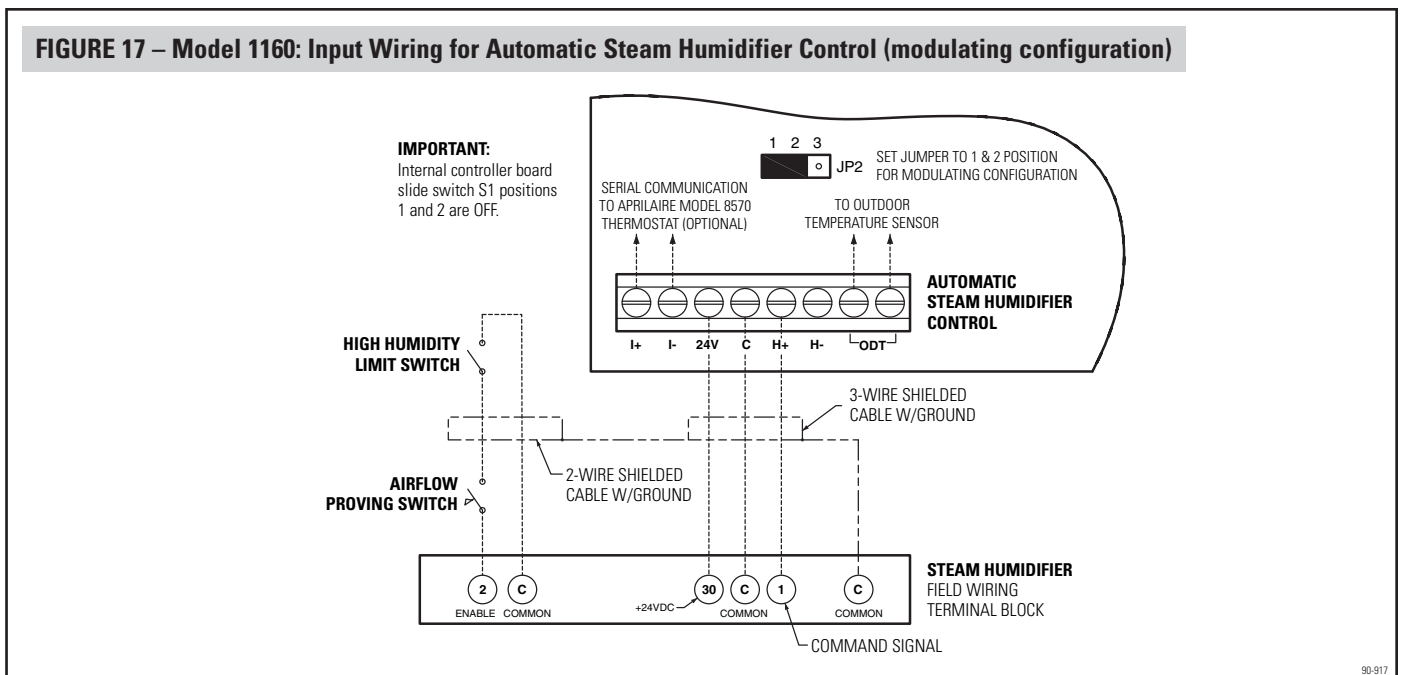 FIGURE 17 – Model 1160: Input Wiring for Automatic Steam Humidifier Control (modulating configuration)
IMPORTANT:
Internal controller board
slide switch S1 positions
1 and 2 are OFF.
1 2 3
JP2
SET JUMPER TO 1 & 2 POSITION
FOR MODULATING CONFIGURATION
SERIAL COMMUNICATION
TO APRILAIRE MODEL 8570
THERMOSTAT (OPTIONAL)
TO OUTDOOR
TEMPERATURE SENSOR
AUTOMATIC
STEAM HUMIDIFIER
CONTROL
I+ I- 24V C H+ H- ODT
HIGH HUMIDITY
LIMIT SWITCH
3-WIRE SHIELDED
CABLE W/GROUND
2-WIRE SHIELDED
CABLE W/GROUND
AIRFLOW
PROVING SWITCH
2 C 30 C 1 C
ENABLE COMMON +24VDC COMMON COMMON
STEAM HUMIDIFIER
FIELD WIRING
TERMINAL BLOCK
COMMAND SIGNAL
90-917